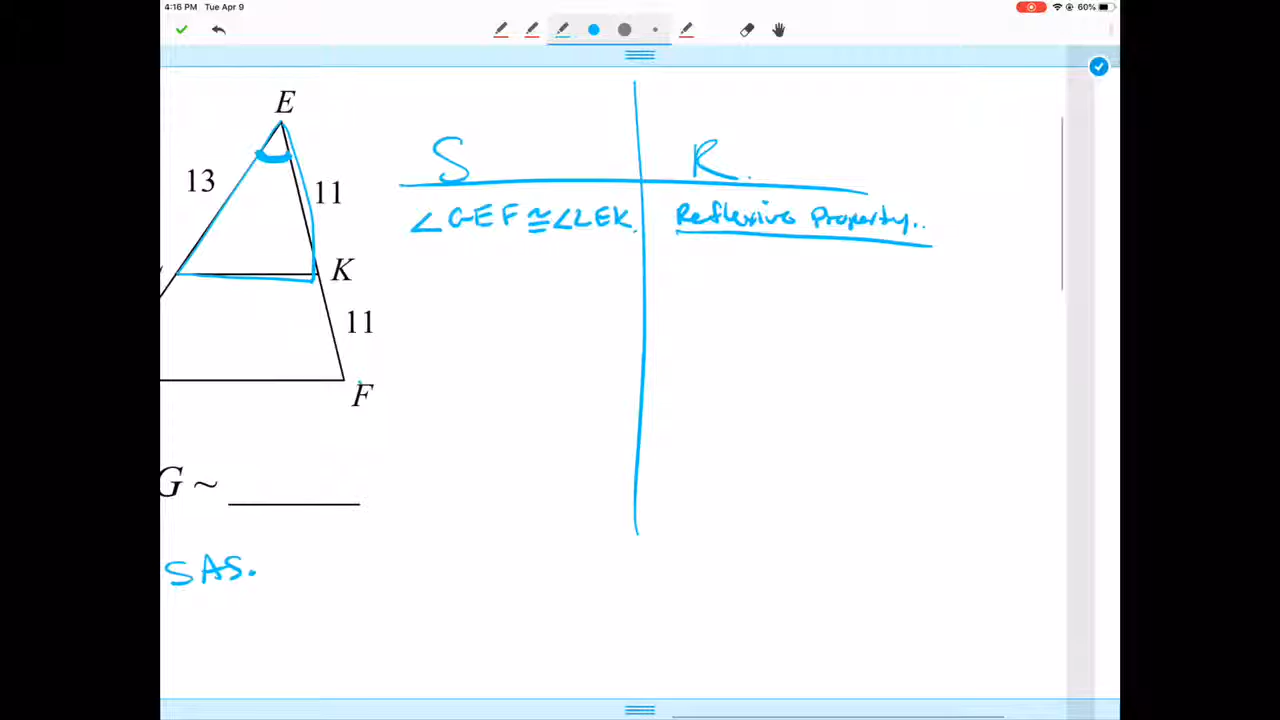 4:16 PM Tue Apr 9
60%
E
13
11
K
11
F
G ~
SAS.
S
R.
∠GEF ≅ ∠LEK.
Reflexive Property..